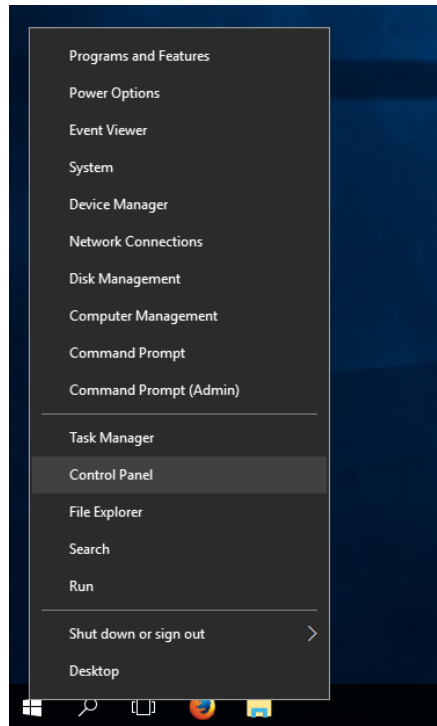 Programs and Features
Power Options
Event Viewer
System
Device Manager
Network Connections
Disk Management
Computer Management
Command Prompt
Command Prompt (Admin)
Task Manager
Control Panel
File Explorer
Search
Run
Shut down or sign out
Desktop